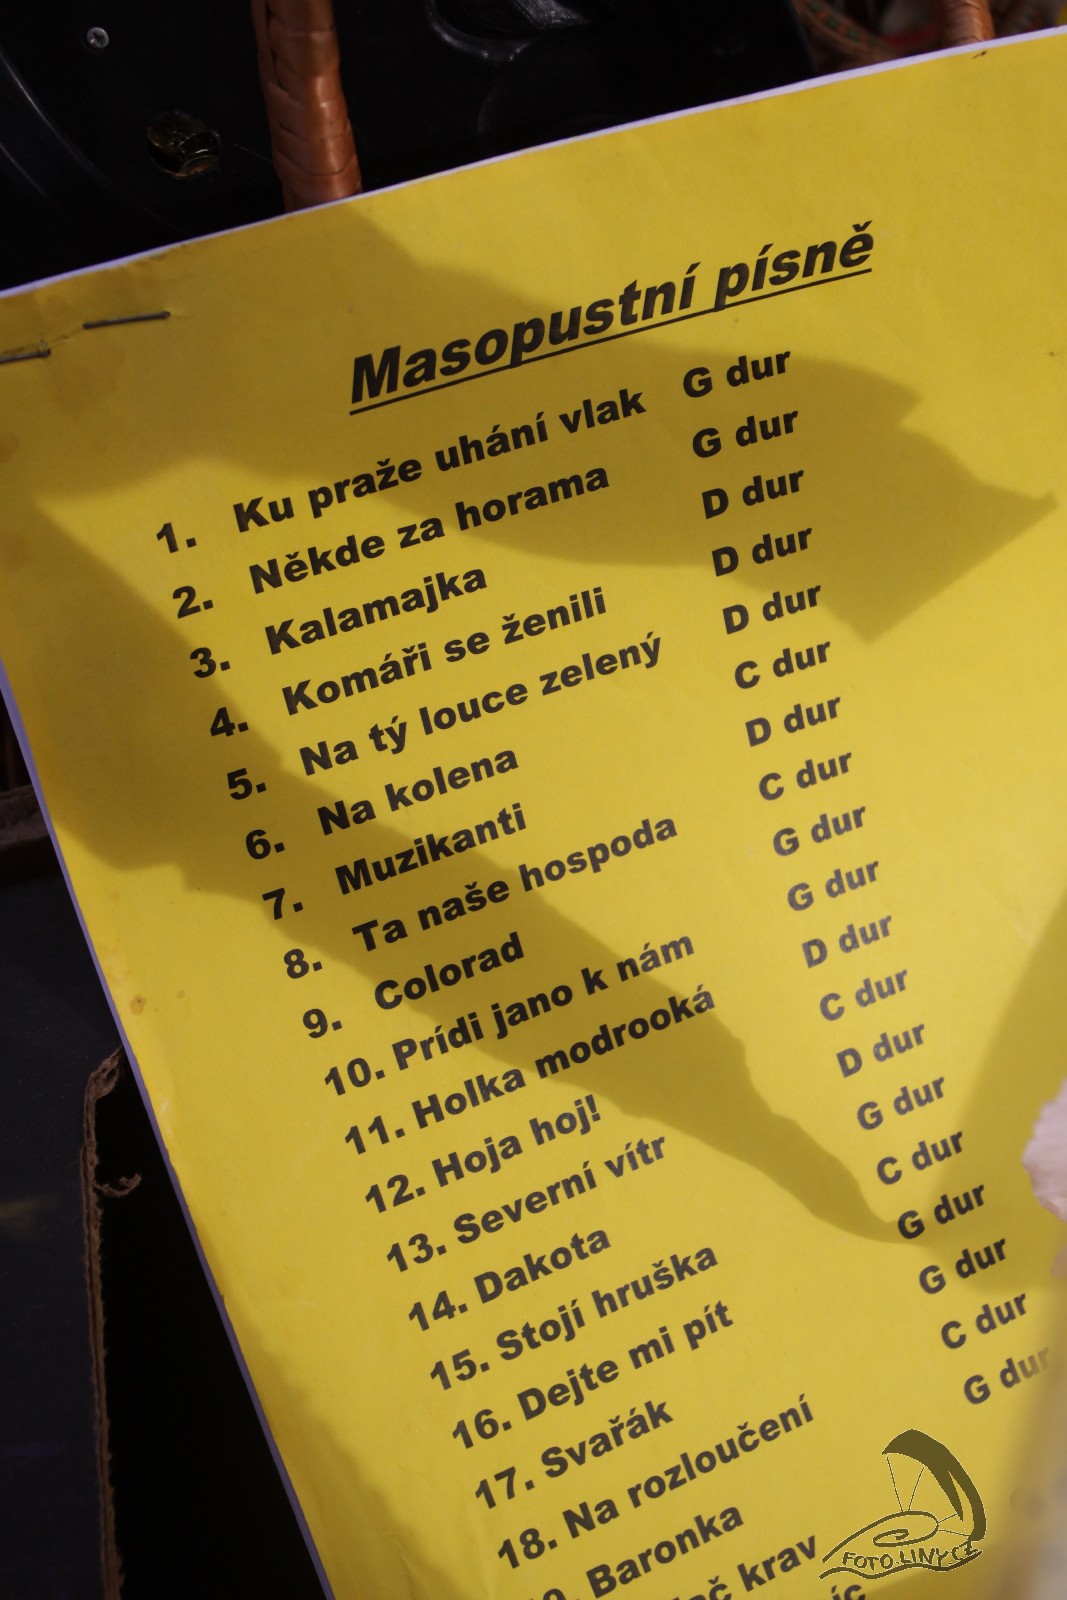 Masopustní písně
1. Ku praže uhání vlak G dur
2. Někde za horama G dur
3. Kalamajka D dur
4. Komáři se ženili D dur
5. Na tý louce zelený D dur
6. Na kolena C dur
7. Muzikanti D dur
8. Ta naše hospoda C dur
9. Colorad G dur
10. Prídi jano k nám G dur
11. Holka modrooká D dur
12. Hoja hoj! C dur
13. Severní vítr D dur
14. Dakota G dur
15. Stojí hruška C dur
16. Dejte mi pít G dur
17. Svařák G dur
18. Na rozloučení C dur
19. Baronka G dur
krav
FOTO.LINY.CZ